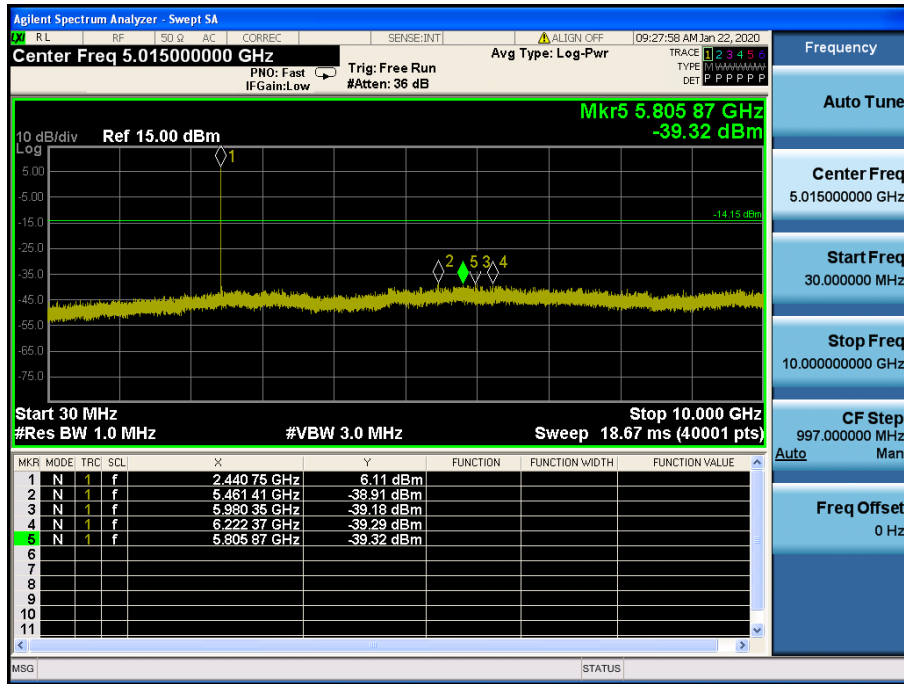 Agilent Spectrum Analyzer - Swept SA
LXI RL RF 50 Ω AC CORREC SENSE:INT ALIGN OFF 09:27:58 AM Jan 22, 2020
Center Freq 5.015000000 GHz Avg Type: Log-Pwr TRACE 1 2 3 4 5 6
PNO: Fast Trig: Free Run TYPE M W W W W W
IFGain:Low #Atten: 36 dB DET P P P P P P
Mkr5 5.805 87 GHz
10 dB/div Ref 15.00 dBm -39.32 dBm
Log
1
5.00
-5.00
-15.0 -14.15 dBm
-25.0
2 5 3 4
-35.0
-45.0
-55.0
-65.0
-75.0
Start 30 MHz Stop 10.000 GHz
#Res BW 1.0 MHz #VBW 3.0 MHz Sweep 18.67 ms (40001 pts)
MKR MODE TRC SCL X Y FUNCTION FUNCTION WIDTH FUNCTION VALUE
1 N 1 f 2.440 75 GHz 6.11 dBm
2 N 1 f 5.461 41 GHz -38.91 dBm
3 N 1 f 5.980 35 GHz -39.18 dBm
4 N 1 f 6.222 37 GHz -39.29 dBm
5 N 1 f 5.805 87 GHz -39.32 dBm
6
7
8
9
10
11
MSG STATUS
Frequency
Auto Tune
Center Freq
5.015000000 GHz
Start Freq
30.000000 MHz
Stop Freq
10.000000000 GHz
CF Step
997.000000 MHz
Auto Man
Freq Offset
0 Hz